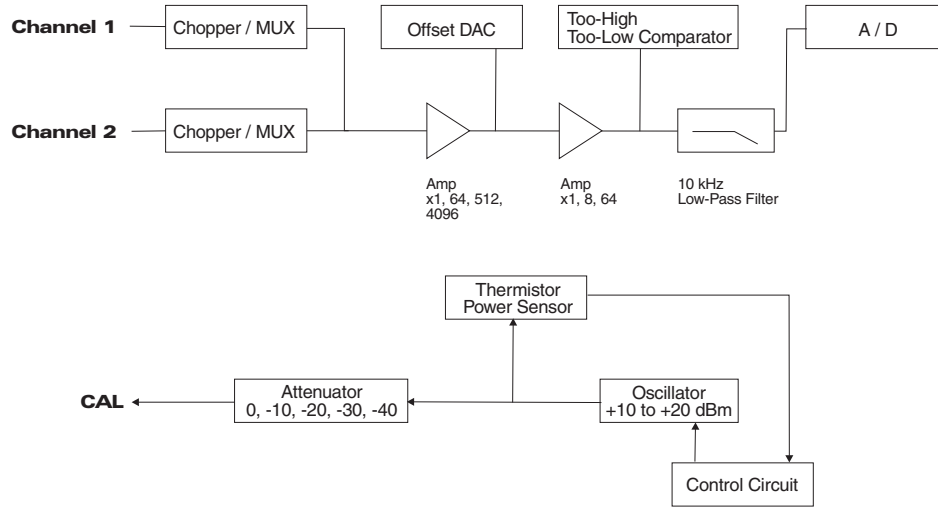 Channel 1
Chopper / MUX
Offset DAC
Too-High
Too-Low Comparator
A / D
Channel 2
Chopper / MUX
Amp
x1, 64, 512,
4096
Amp
x1, 8, 64
10 kHz
Low-Pass Filter
Thermistor
Power Sensor
CAL
Attenuator
0, -10, -20, -30, -40
Oscillator
+10 to +20 dBm
Control Circuit